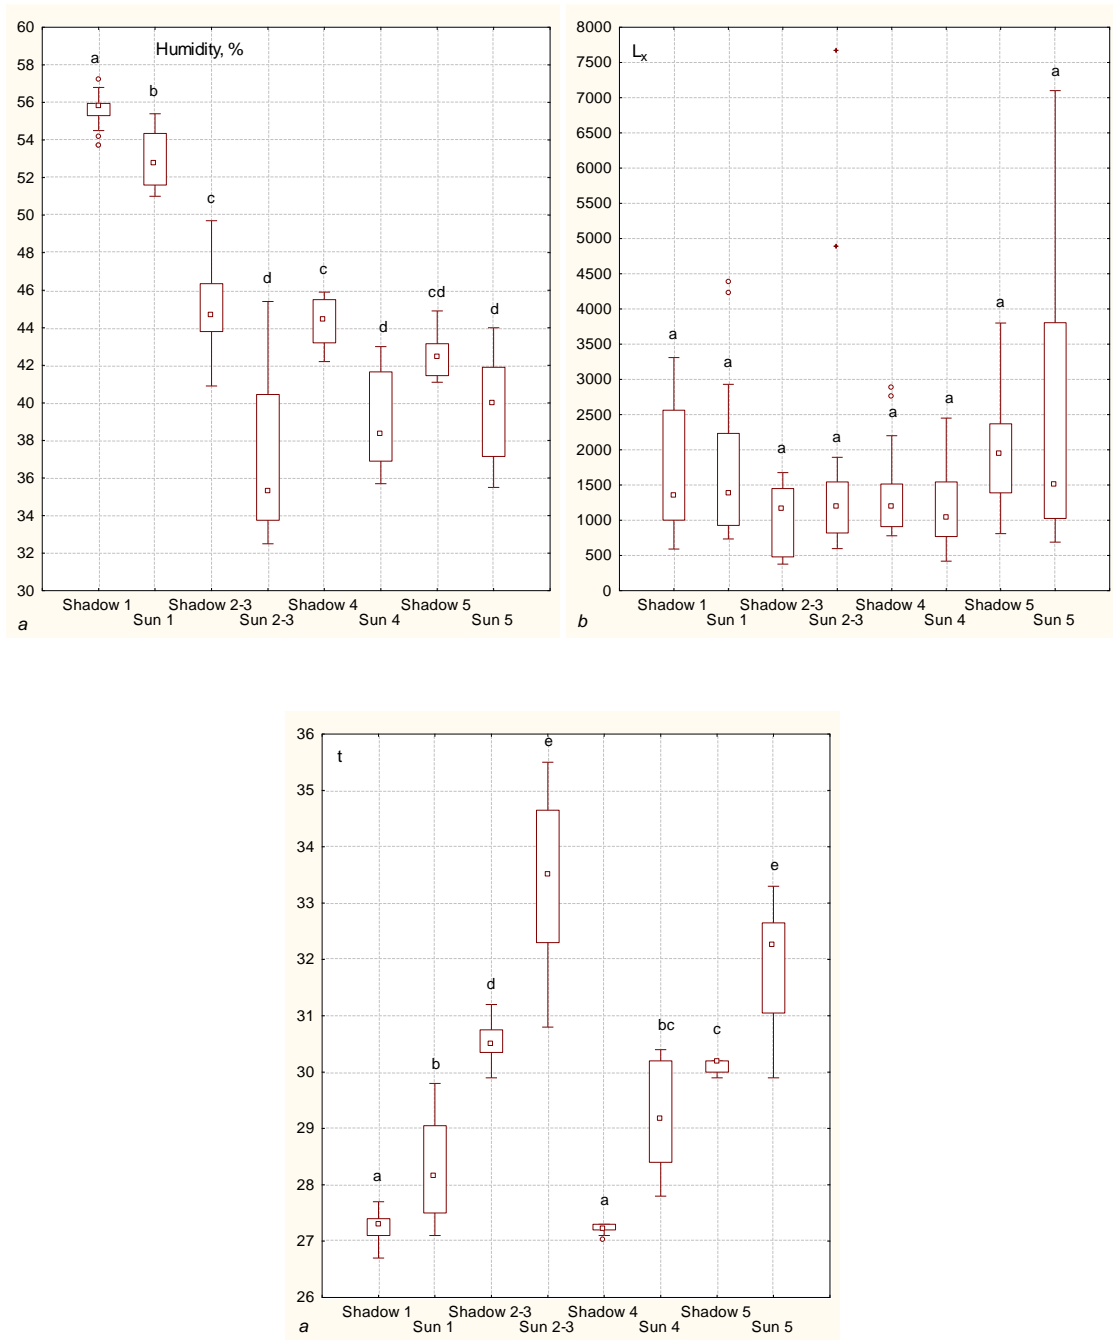 Humidity, %
60
58
56
54
52
50
48
46
44
42
40
38
36
34
32
30
a
b
c
d
c
d
cd
d
Shadow 1
Shadow 2-3
Shadow 4
Shadow 5
Sun 1
Sun 2-3
Sun 4
Sun 5
a
Lx
8000
7500
7000
6500
6000
5500
5000
4500
4000
3500
3000
2500
2000
1500
1000
500
0
a
a
a
a
a
a
a
a
Shadow 1
Shadow 2-3
Shadow 4
Shadow 5
Sun 1
Sun 2-3
Sun 4
Sun 5
b
t
36
35
34
33
32
31
30
29
28
27
26
a
b
d
e
a
bc
c
e
Shadow 1
Shadow 2-3
Shadow 4
Shadow 5
Sun 1
Sun 2-3
Sun 4
Sun 5
a